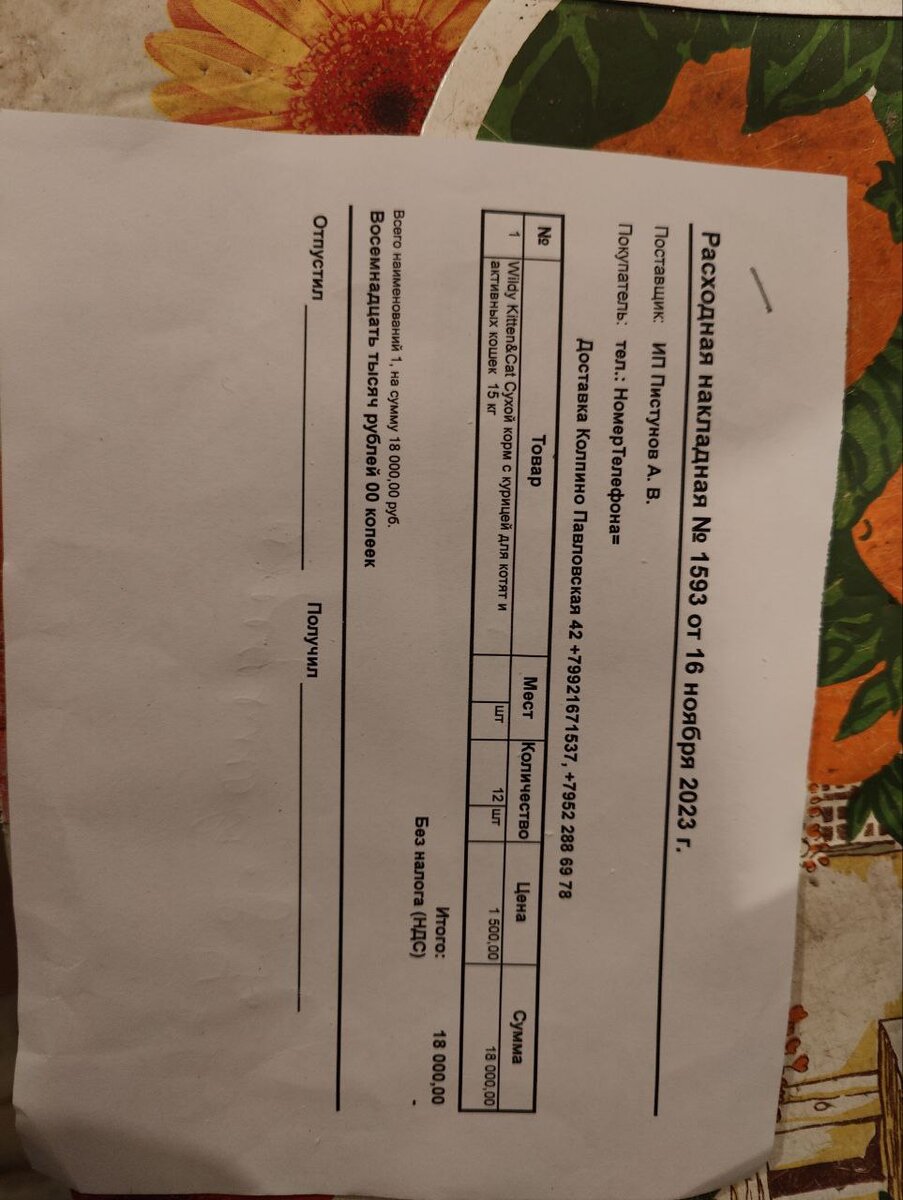 Расходная накладная № 1593 от 16 ноября 2023 г.
Поставщик: ИП Пистунов А. В.
Покупатель: тел.: НомерТелефона=
Доставка Колпино Павловская 42 +79921671537, +7952 288 69 78
№ Товар Мест Количество Цена Сумма
1 Wildy Kitten&Cat Сухой корм с курицей для котят и шт 12 шт 1 500,00 18 000,00
активных кошек 15 кг
Итого: 18 000,00
Без налога (НДС) -
Всего наименований 1, на сумму 18 000,00 руб.
Восемнадцать тысяч рублей 00 копеек
Отпустил Получил